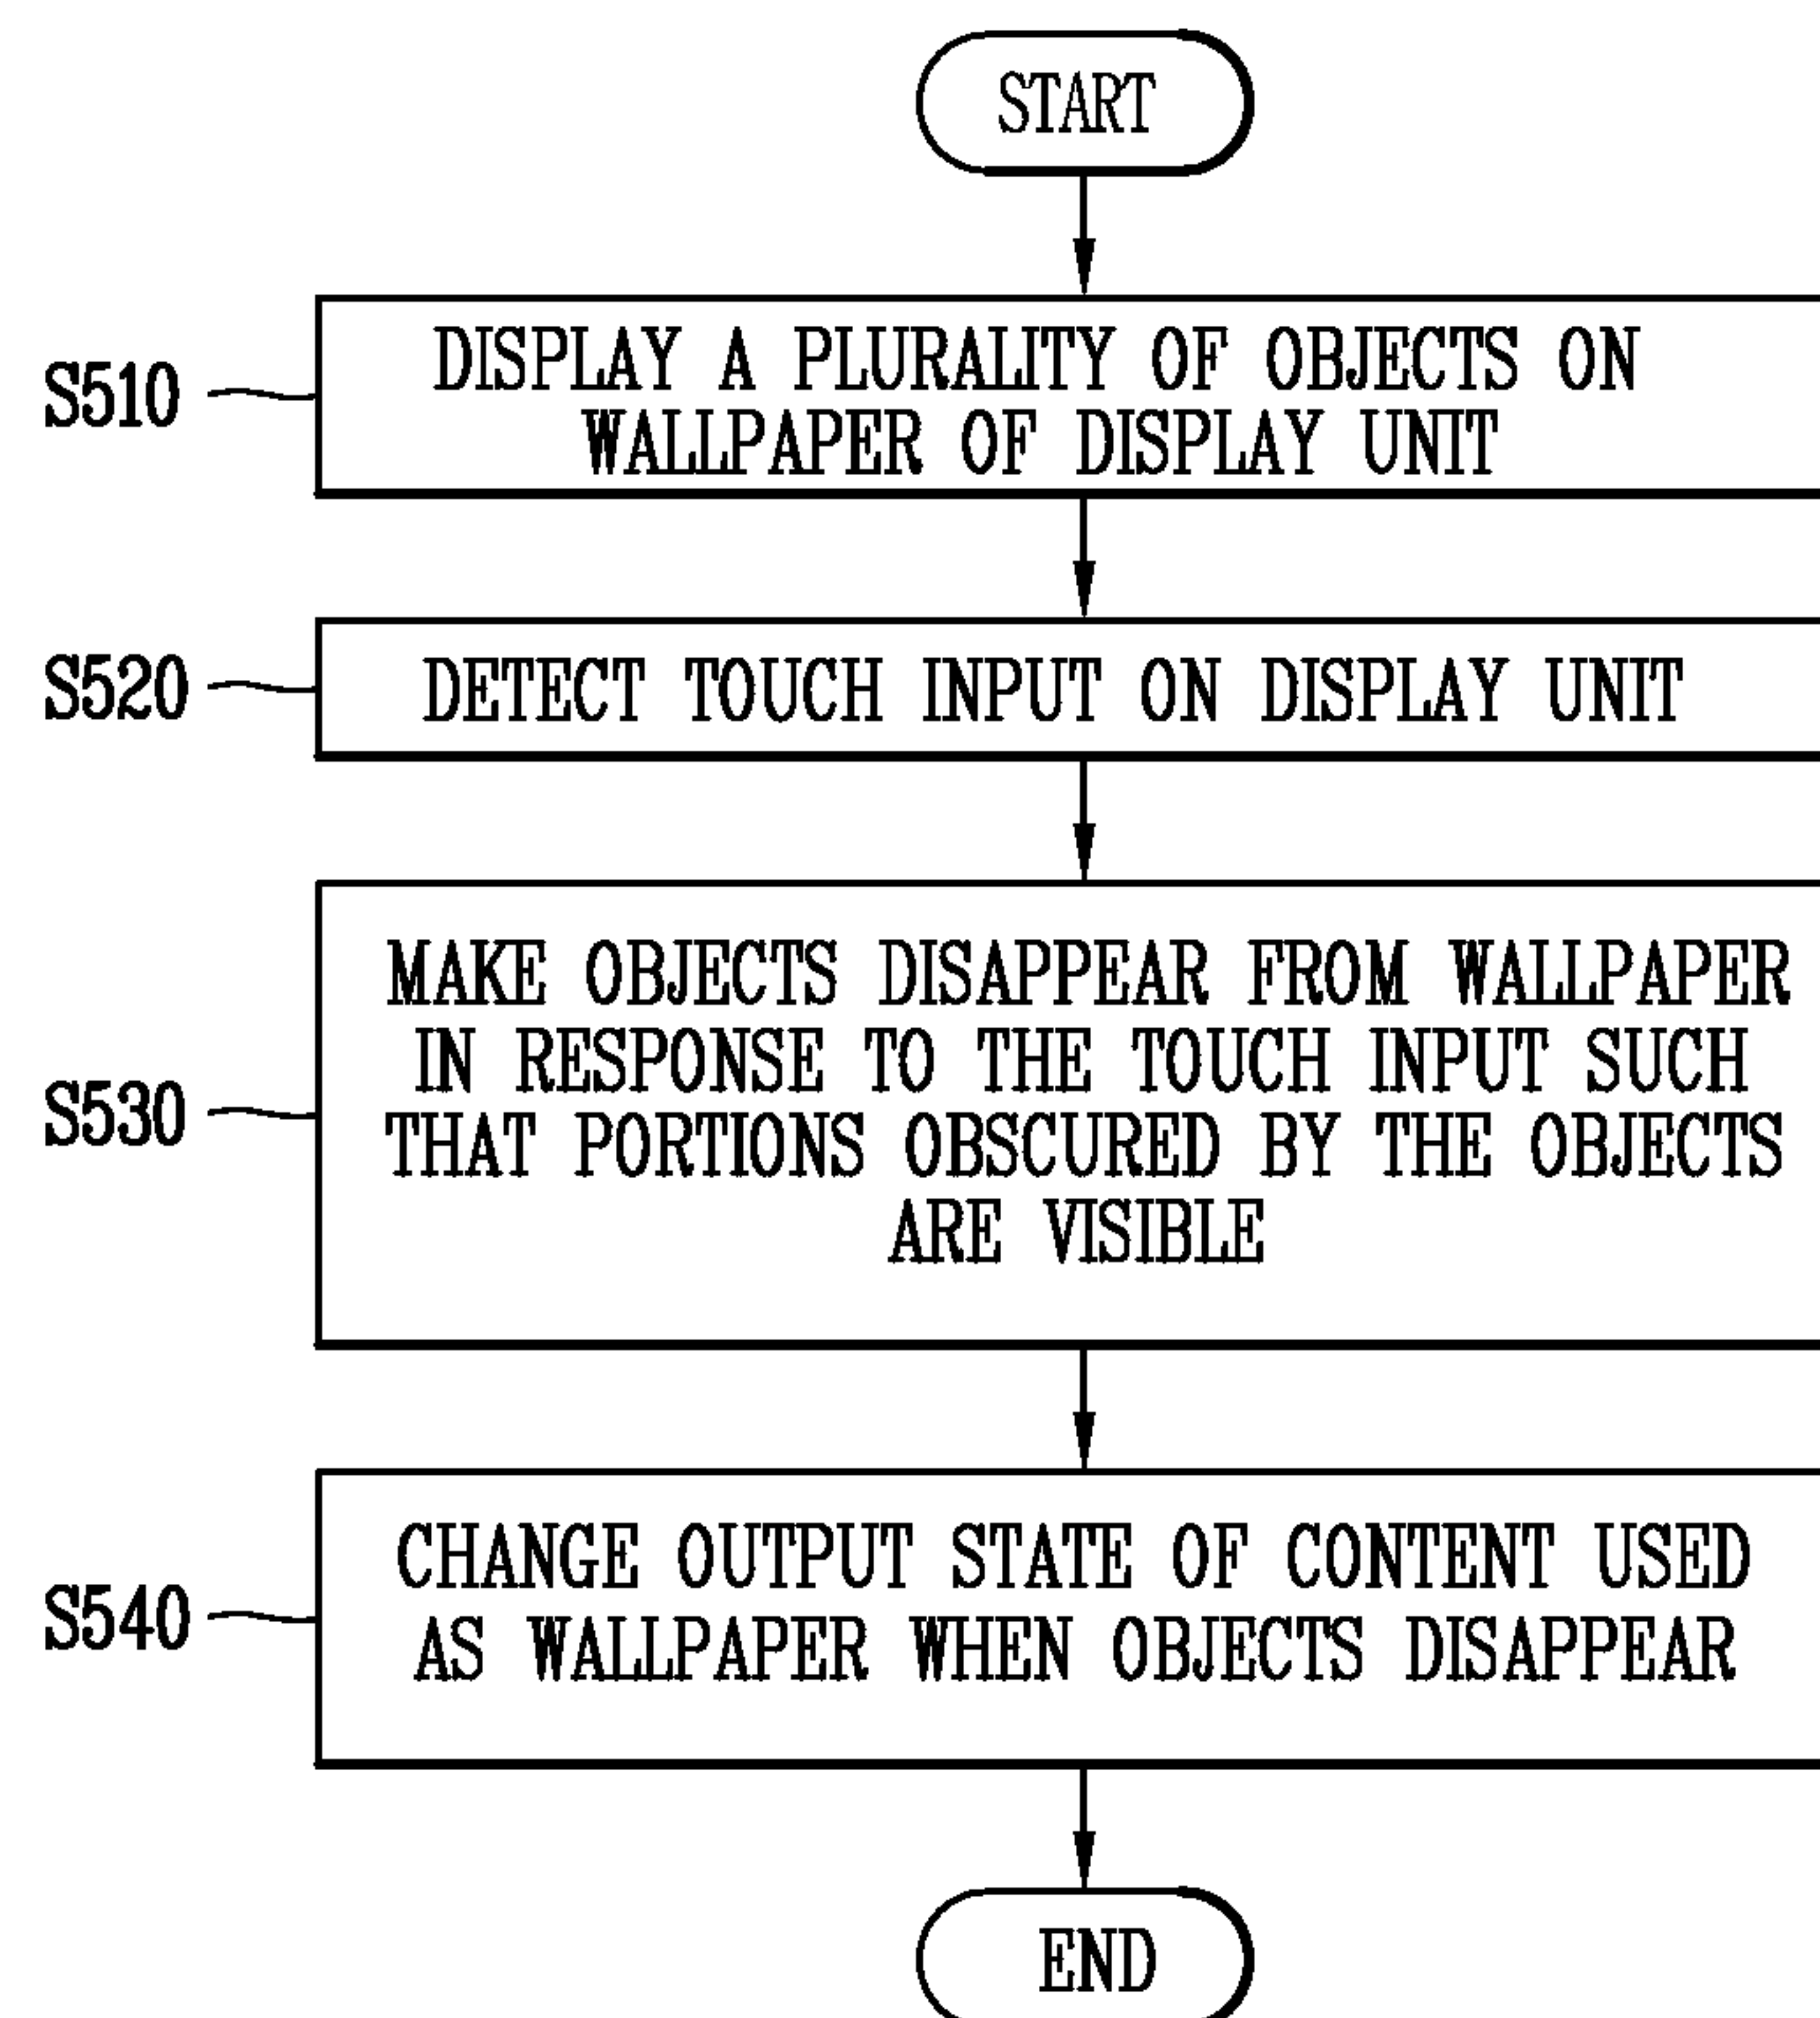 START
S510
DISPLAY A PLURALITY OF OBJECTS ON
WALLPAPER OF DISPLAY UNIT
S520
DETECT TOUCH INPUT ON DISPLAY UNIT
S530
MAKE OBJECTS DISAPPEAR FROM WALLPAPER
IN RESPONSE TO THE TOUCH INPUT SUCH
THAT PORTIONS OBSCURED BY THE OBJECTS
ARE VISIBLE
S540
CHANGE OUTPUT STATE OF CONTENT USED
AS WALLPAPER WHEN OBJECTS DISAPPEAR
END